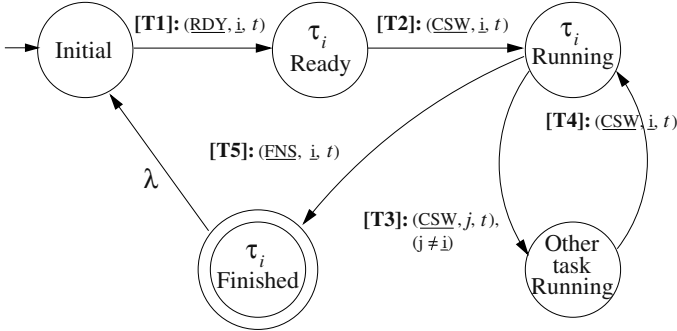 [T1]: (RDY, i, t)
[T2]: (CSW, i, t)
Initial
τi
Ready
τi
Running
[T4]: (CSW, i, t)
[T5]: (FNS, i, t)
λ
[T3]: (CSW, j, t),
(j ≠ i)
τi
Finished
Other
task
Running